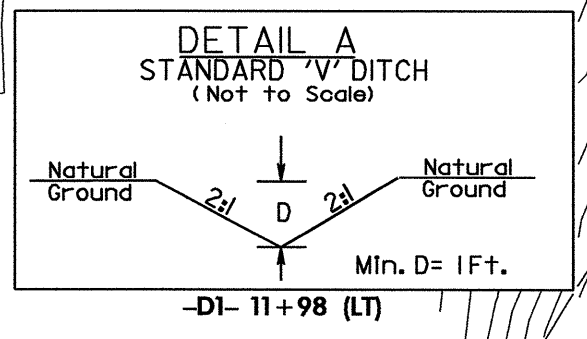 DETAIL A
STANDARD 'V' DITCH
(Not to Scale)
Natural
Ground
2:1
D
2:1
Natural
Ground
Min. D= 1Ft.
-D1- 11+98 (LT)